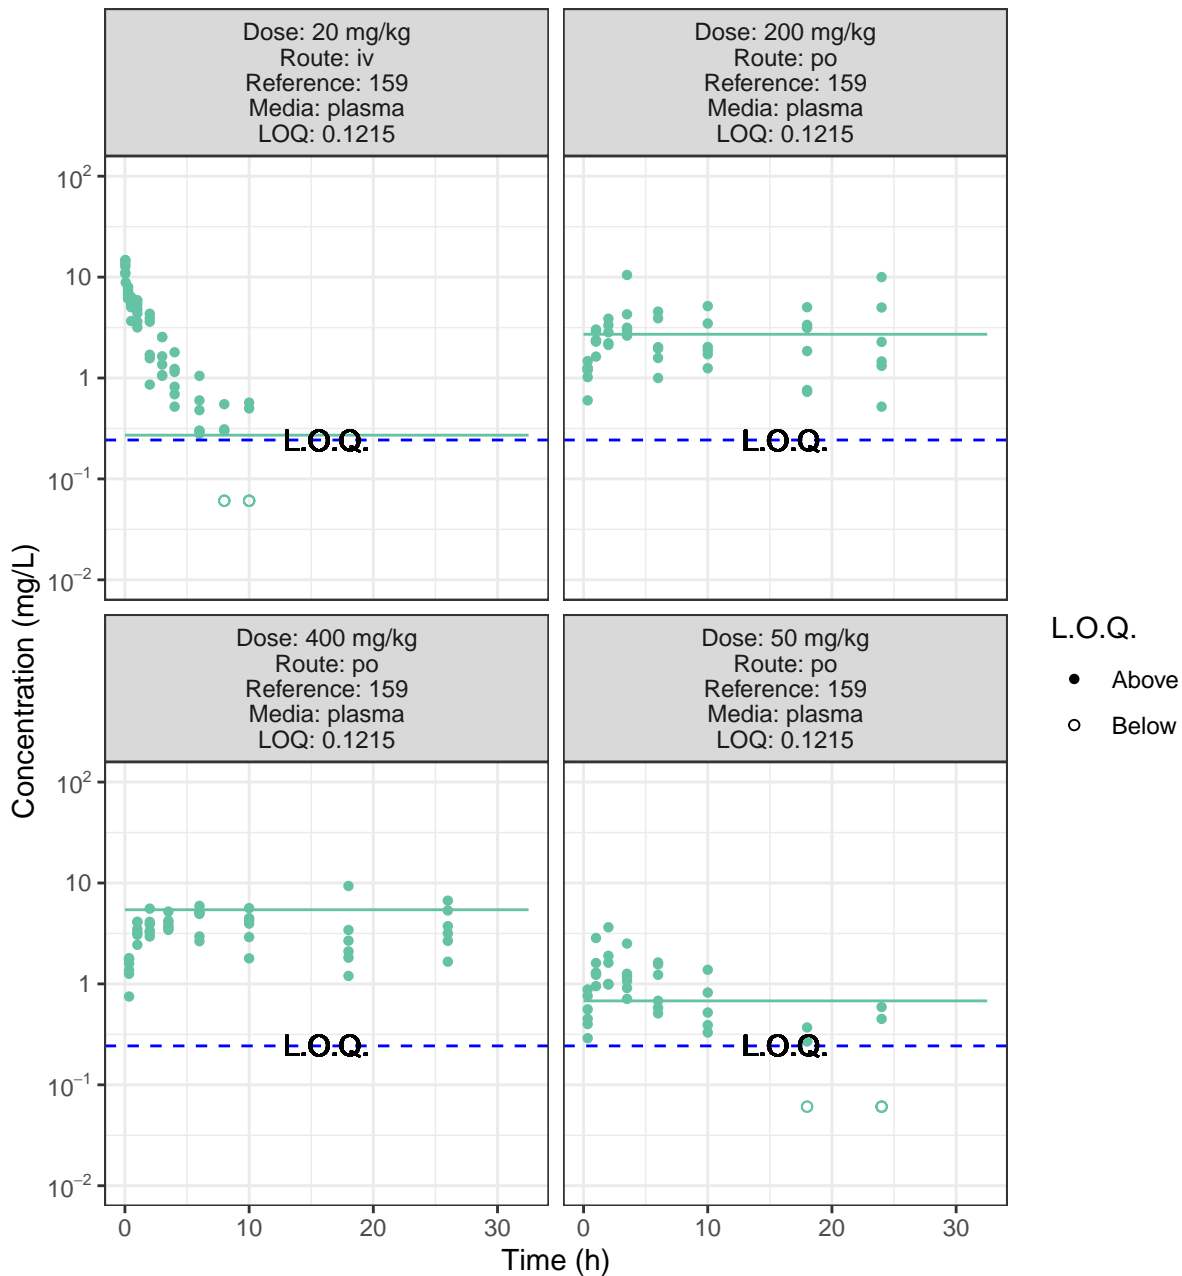 Dose: 20 mg/kg
Route: iv
Reference: 159
Media: plasma
LOQ: 0.1215
Dose: 200 mg/kg
Route: po
Reference: 159
Media: plasma
LOQ: 0.1215
10²
10
1
10⁻¹
10⁻²
L.O.Q.
L.O.Q.
Dose: 400 mg/kg
Route: po
Reference: 159
Media: plasma
LOQ: 0.1215
Dose: 50 mg/kg
Route: po
Reference: 159
Media: plasma
LOQ: 0.1215
10²
10
1
10⁻¹
10⁻²
L.O.Q.
L.O.Q.
0 10 20 30
0 10 20 30
Time (h)
Concentration (mg/L)
L.O.Q.
Above
Below